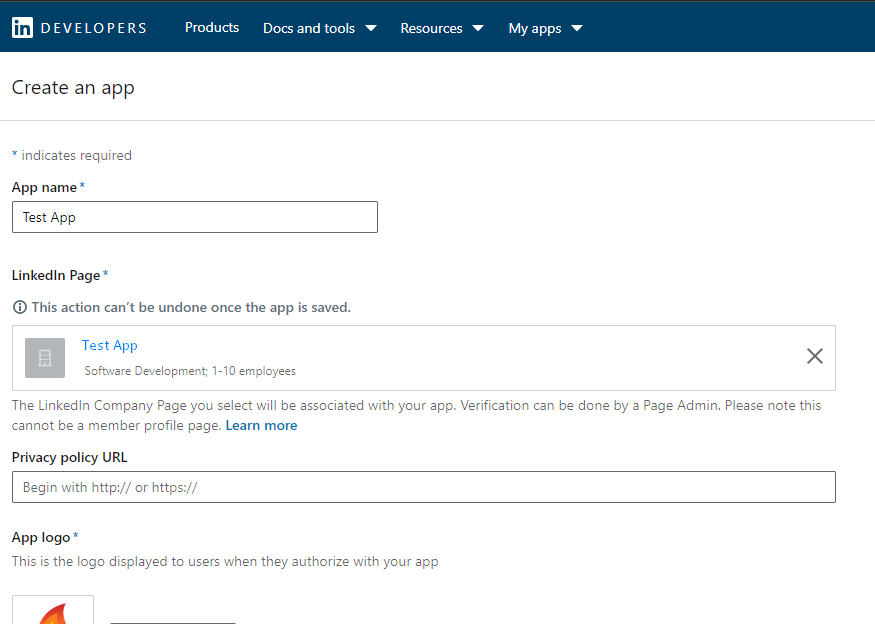 in DEVELOPERS Products Docs and tools Resources My apps
Create an app
* indicates required
App name*
Test App
LinkedIn Page*
This action can't be undone once the app is saved.
Test App
Software Development; 1-10 employees
The LinkedIn Company Page you select will be associated with your app. Verification can be done by a Page Admin. Please note this
cannot be a member profile page. Learn more
Privacy policy URL
Begin with http:// or https://
App logo*
This is the logo displayed to users when they authorize with your app